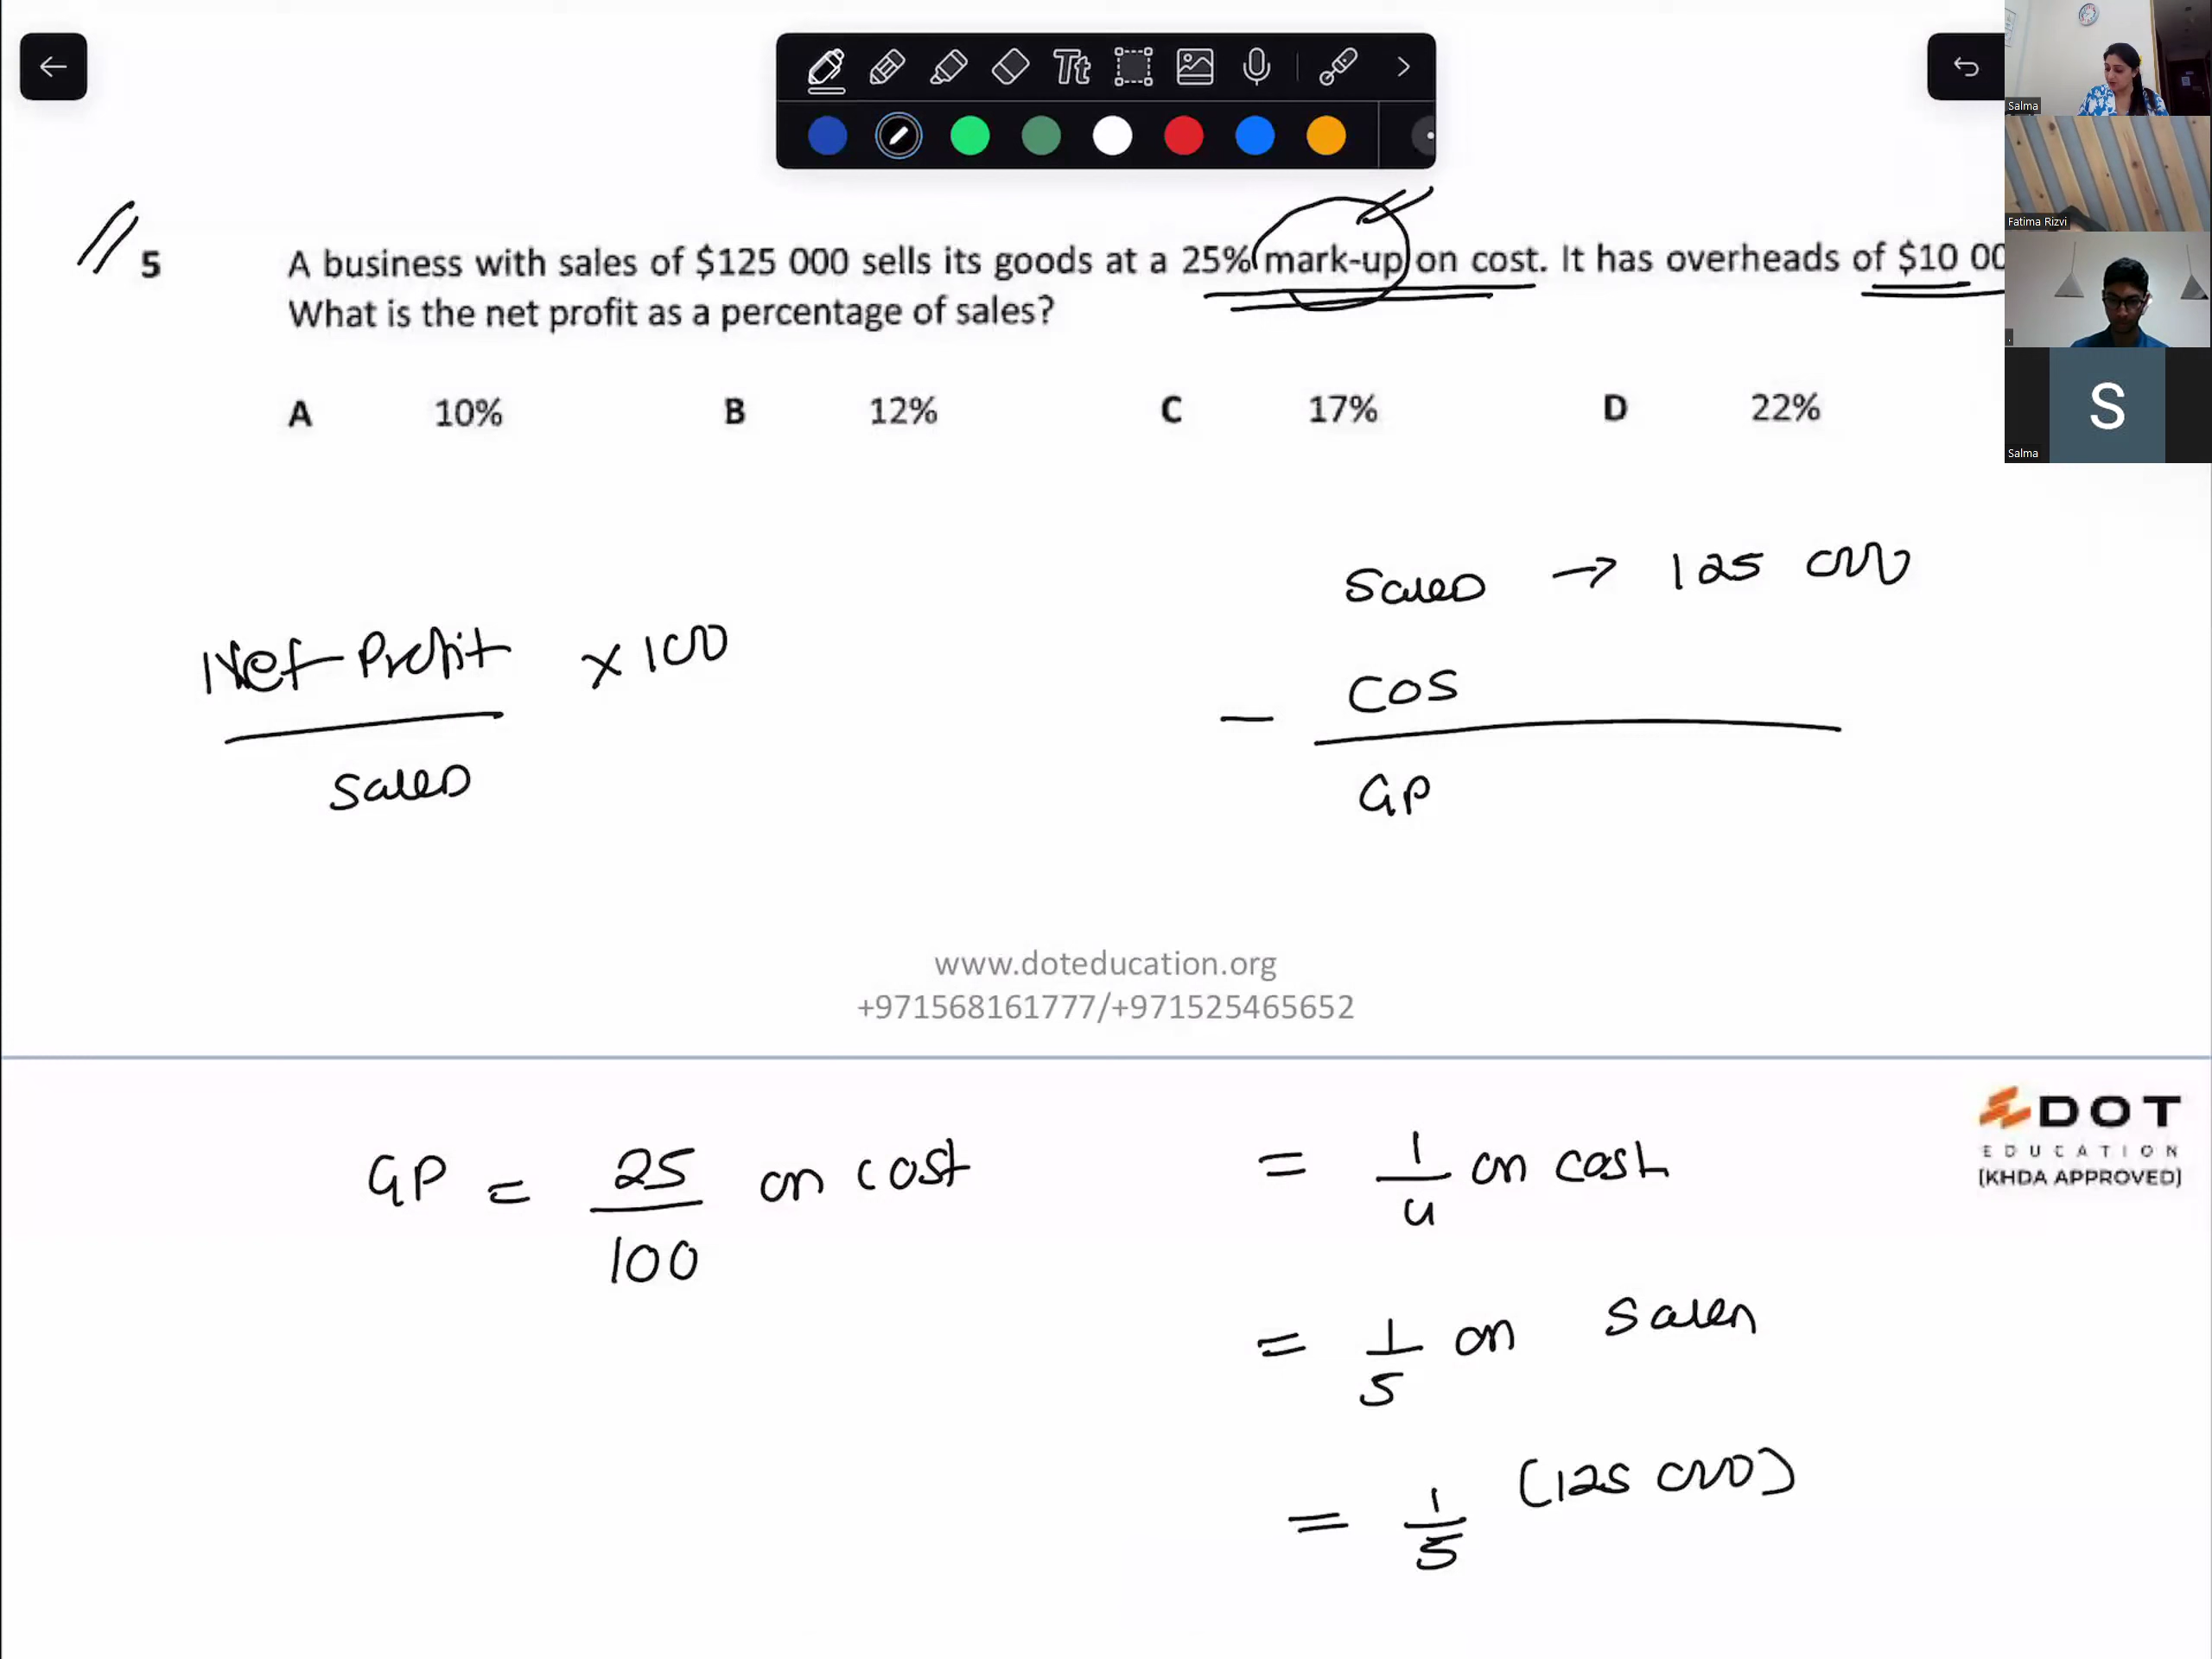 Tt
Salma
Fatima Rizvi
S
Salma
5 A business with sales of $125 000 sells its goods at a 25% mark-up on cost. It has overheads of $10 00
What is the net profit as a percentage of sales?
A 10% B 12% C 17% D 22%
Sales → 125 000
Net Profit × 100
Sales
COS
GP
www.doteducation.org
+971568161777/+971525465652
DOT
EDUCATION
(KHDA APPROVED)
GP = 25/100 on cost
= 1/4 on cost
= 1/5 on Sales
= 1/5 (125 000)